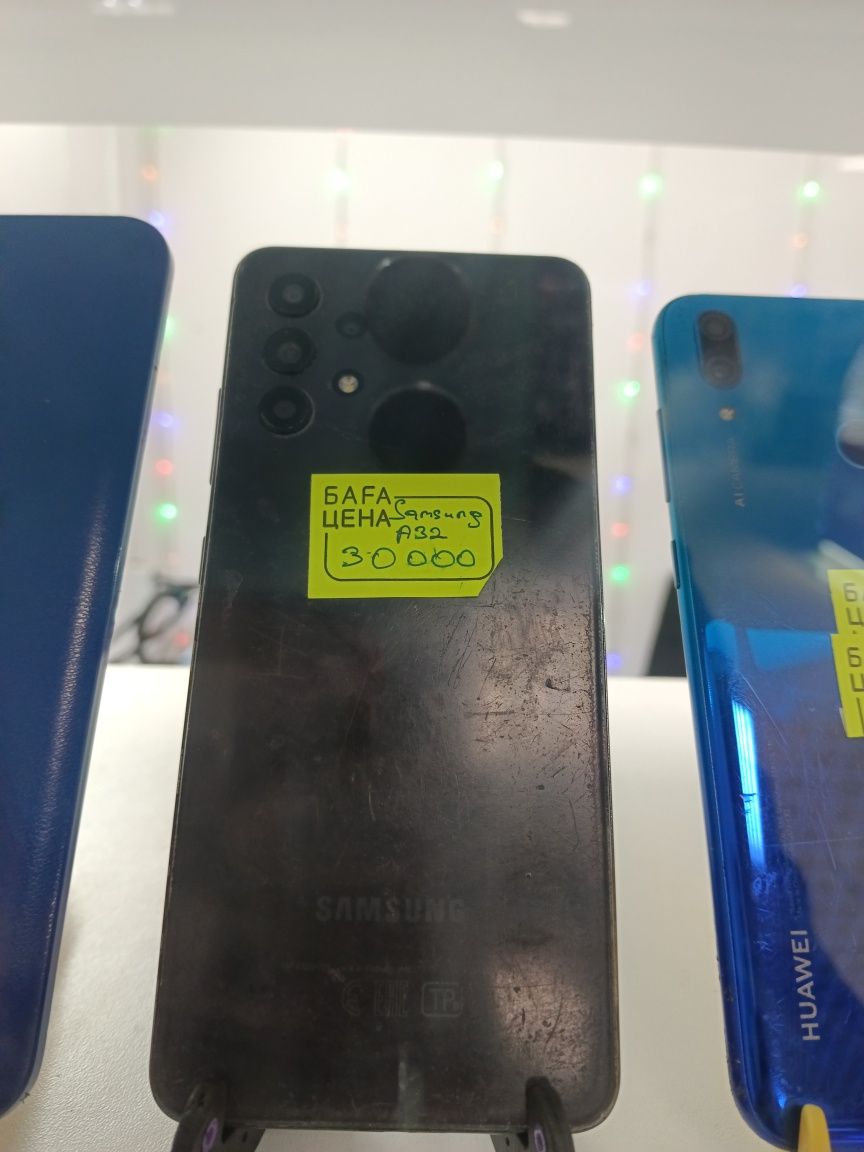 БАҒА
ЦЕНА Samsung
A32
30 000
SAMSUNG
AI CAMERA
HUAWEI
Б
Ц
Б
Ц